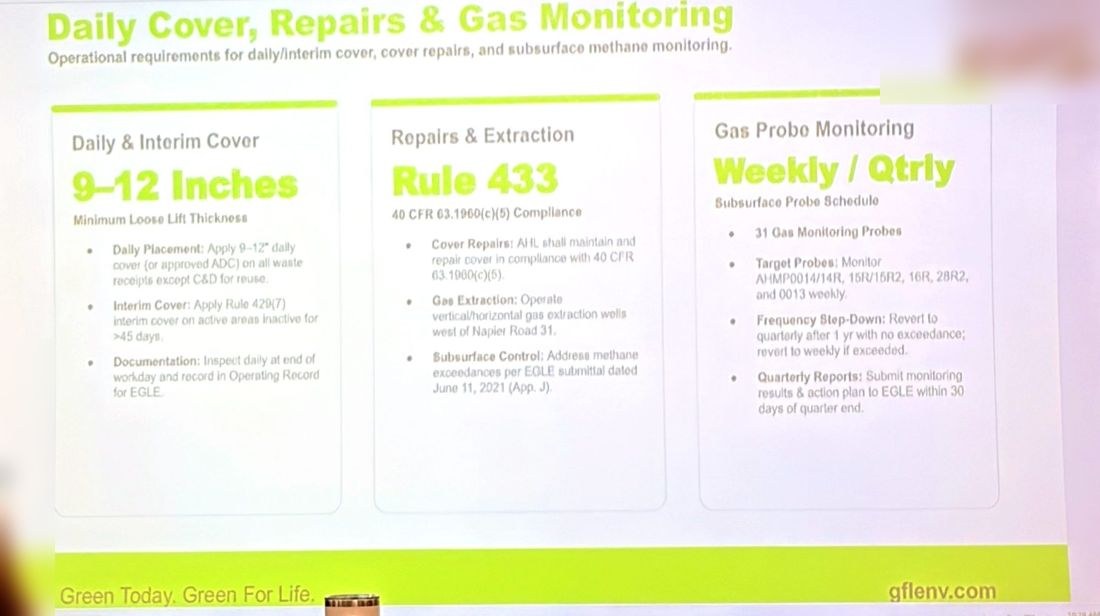 Daily Cover, Repairs & Gas Monitoring
Operational requirements for daily/interim cover, cover repairs, and subsurface methane monitoring.
Daily & Interim Cover
9–12 Inches
Minimum Loose Lift Thickness
• Daily Placement: Apply 9–12" daily
cover (or approved ADC) on all waste
receipts except C&D for reuse.
• Interim Cover: Apply Rule 429(7)
interim cover on active areas inactive for
>45 days.
• Documentation: Inspect daily at end of
workday and record in Operating Record
for EGLE.
Repairs & Extraction
Rule 433
40 CFR 63.1960(c)(5) Compliance
• Cover Repairs: AHL shall maintain and
repair cover in compliance with 40 CFR
63.1960(c)(5).
• Gas Extraction: Operate
vertical/horizontal gas extraction wells
west of Napier Road 31.
• Subsurface Control: Address methane
exceedances per EGLE submittal dated
June 11, 2021 (App. J).
Gas Probe Monitoring
Weekly / Qtrly
Subsurface Probe Schedule
• 31 Gas Monitoring Probes
• Target Probes: Monitor
AHMP0014/14R, 15R/15R2, 16R, 28R2,
and 0013 weekly.
• Frequency Step-Down: Revert to
quarterly after 1 yr with no exceedance;
revert to weekly if exceeded.
• Quarterly Reports: Submit monitoring
results & action plan to EGLE within 30
days of quarter end.
Green Today. Green For Life.
gflenv.com